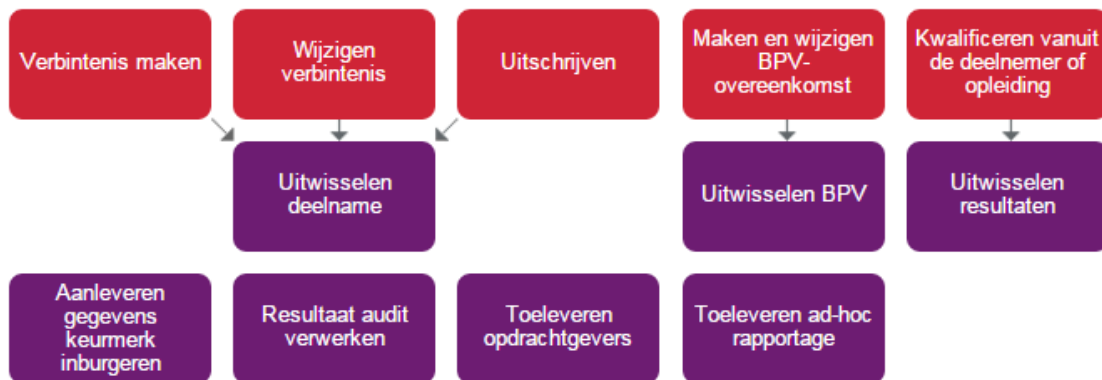 Verbintenis maken
Wijzigen
verbintenis
Uitschrijven
Maken en wijzigen
BPV-
overeenkomst
Kwalificeren vanuit
de deelnemer of
opleiding
Uitwisselen
deelname
Uitwisselen BPV
Uitwisselen
resultaten
Aanleveren
gegevens
keurmerk
inburgeren
Resultaat audit
verwerken
Toeleveren
opdrachtgevers
Toeleveren ad-hoc
rapportage